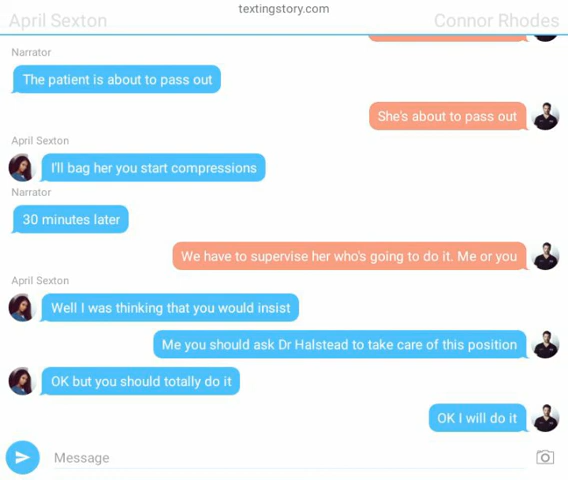 textingstory.com
April Sexton
Connor Rhodes
Narrator
The patient is about to pass out
She's about to pass out
April Sexton
I'll bag her you start compressions
Narrator
30 minutes later
We have to supervise her who's going to do it. Me or you
April Sexton
Well I was thinking that you would insist
Me you should ask Dr Halstead to take care of this position
OK but you should totally do it
OK I will do it
Message